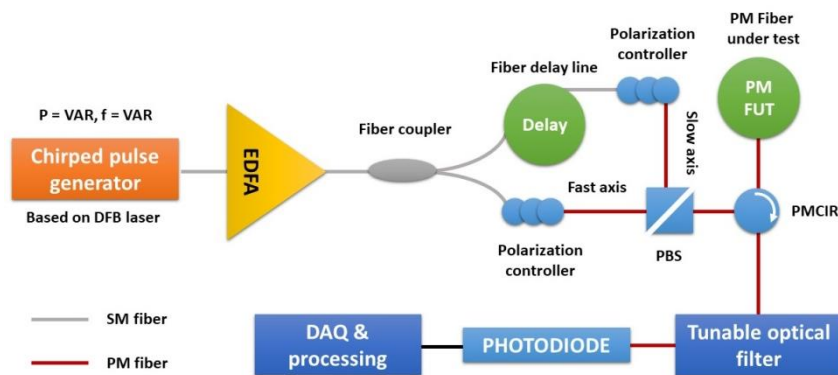 PM Fiber
under test
Polarization
controller
Fiber delay line
P = VAR, f = VAR
Chirped pulse
generator
Based on DFB laser
EDFA
Fiber coupler
Delay
PM
FUT
Slow axis
Fast axis
Polarization
controller
PBS
PMCIR
SM fiber
PM fiber
DAQ &
processing
PHOTODIODE
Tunable optical
filter